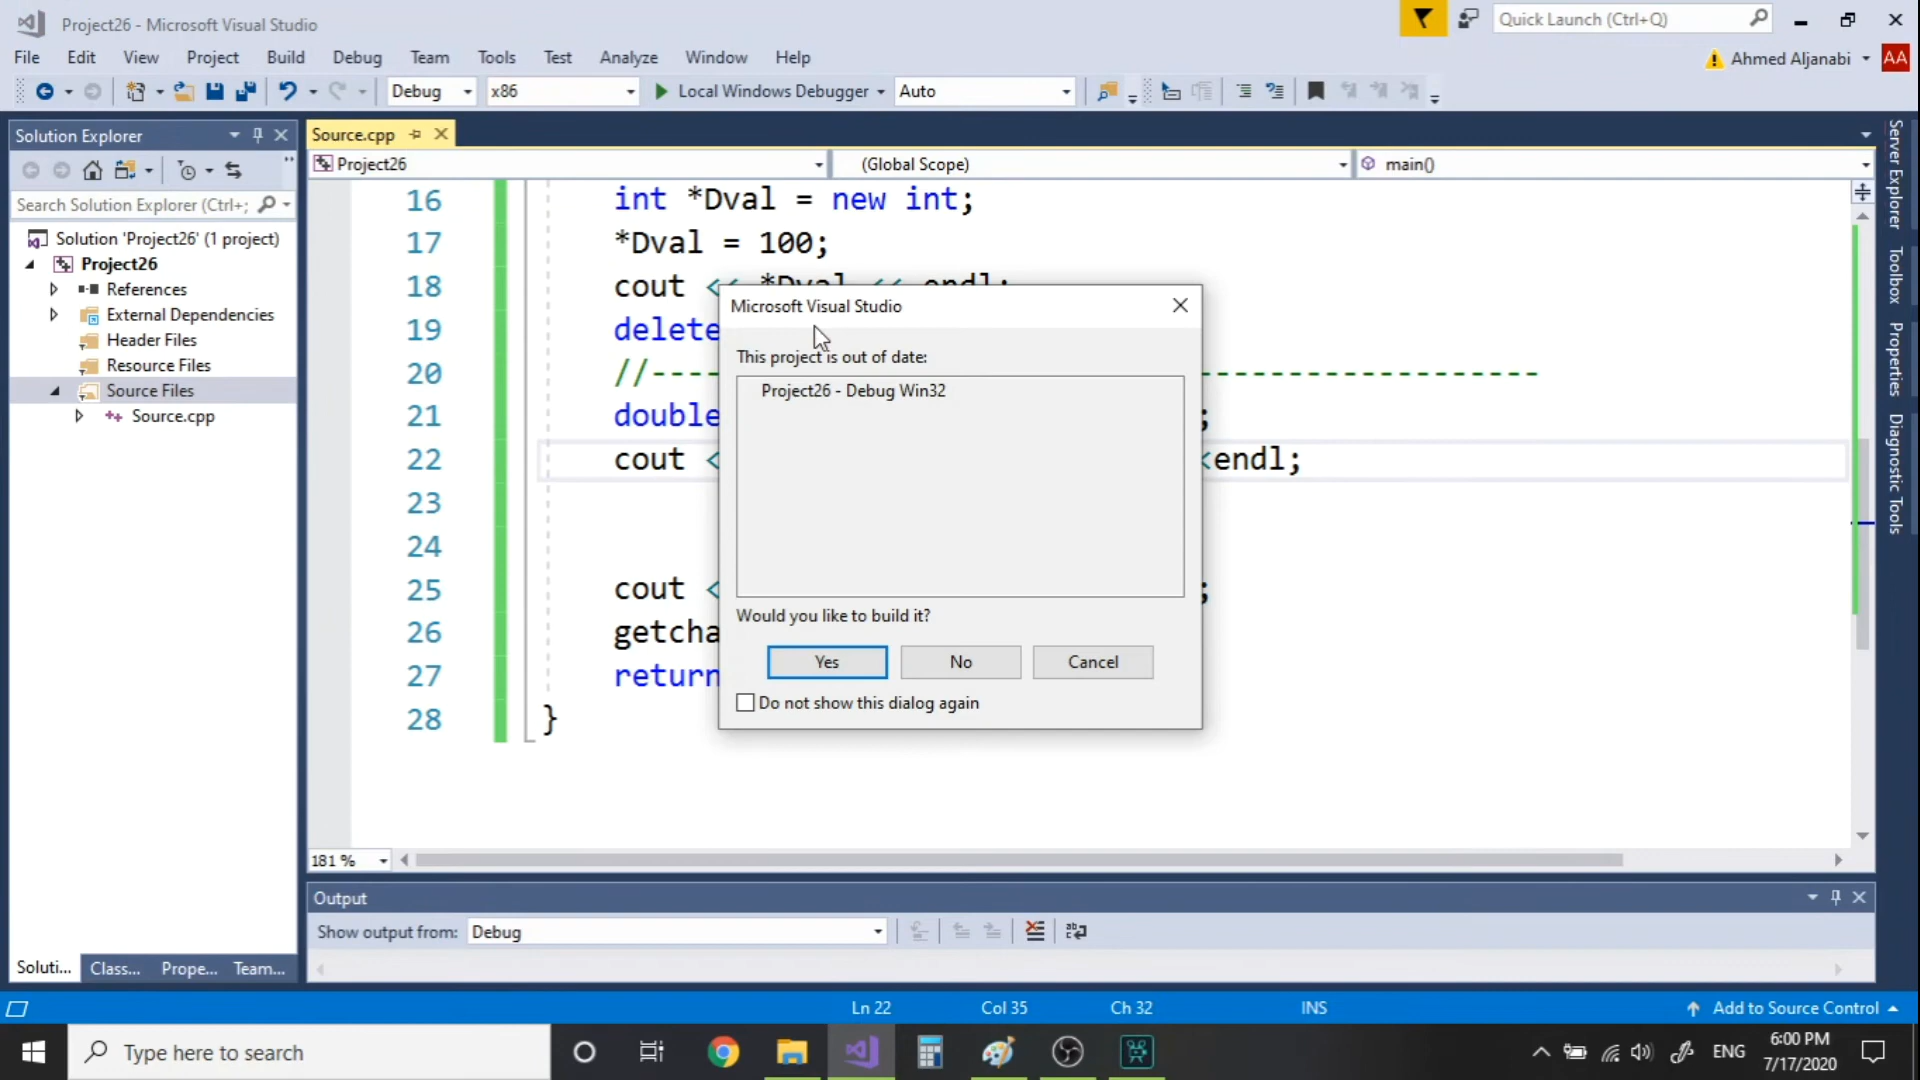 Project26 - Microsoft Visual Studio
Quick Launch (Ctrl+Q)
File Edit View Project Build Debug Team Tools Test Analyze Window Help
Ahmed Aljanabi AA
Debug x86 Local Windows Debugger Auto
Solution Explorer
Search Solution Explorer (Ctrl+;
Solution 'Project26' (1 project)
Project26
References
External Dependencies
Header Files
Resource Files
Source Files
Source.cpp
Soluti... Class... Prope... Team...
Source.cpp
Project26 (Global Scope) main()
16 int *Dval = new int;
17 *Dval = 100;
18 cout << *Dval << endl;
19 delete
20 //---- ------------------
21 double ;
22 cout < <endl;
23
24
25 cout < ;
26 getcha
27 return
28 }
Microsoft Visual Studio
This project is out of date:
Project26 - Debug Win32
Would you like to build it?
Yes No Cancel
Do not show this dialog again
181 %
Output
Show output from: Debug
Server Explorer
Toolbox
Properties
Diagnostic Tools
Ln 22 Col 35 Ch 32 INS Add to Source Control
Type here to search
ENG
6:00 PM
7/17/2020